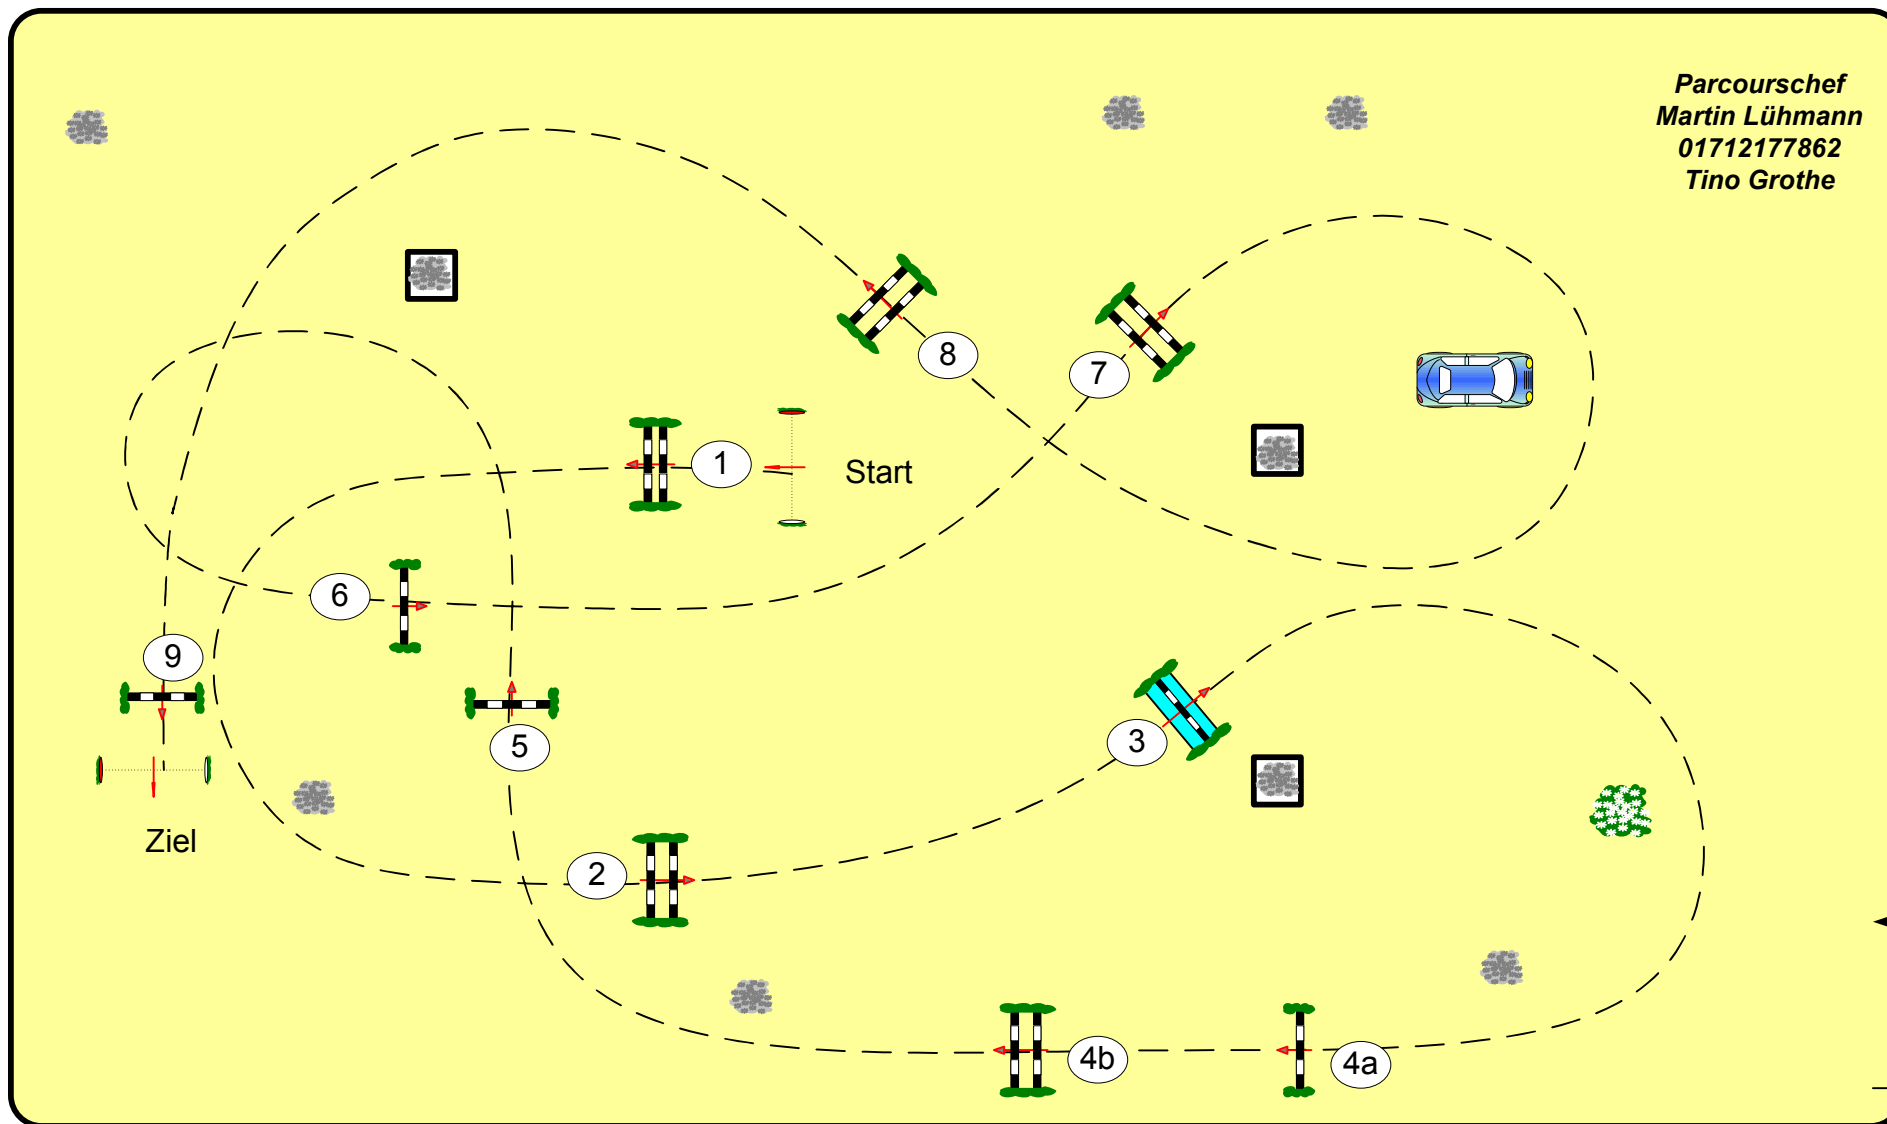 Parcourschef
Martin Lühmann
01712177862
Tino Grothe
8
7
1
Start
6
9
3
5
Ziel
2
4b
4a